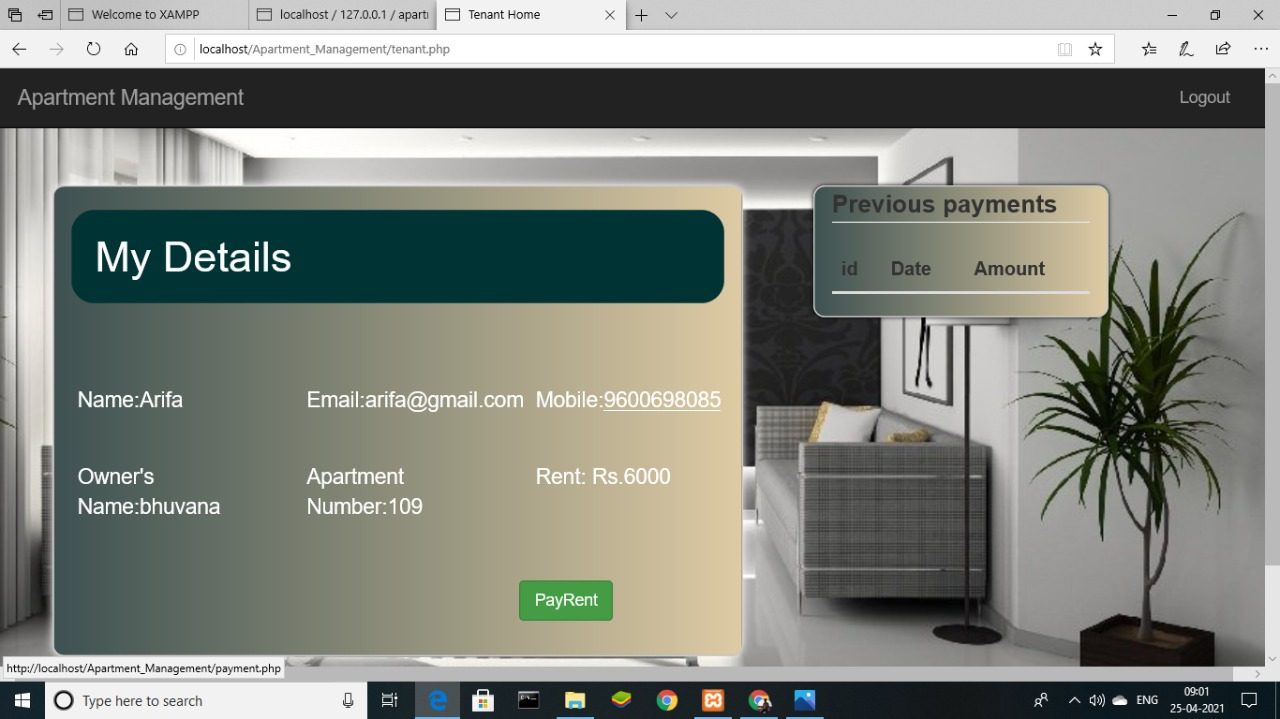 Welcome to XAMPP
localhost / 127.0.0.1 / apart
Tenant Home
localhost/Apartment_Management/tenant.php
Apartment Management
Logout
My Details
Previous payments
id Date Amount
Name:Arifa Email:arifa@gmail.com Mobile:9600698085
Owner's Apartment Rent: Rs.6000
Name:bhuvana Number:109
PayRent
http://localhost/Apartment_Management/payment.php
Type here to search
ENG
09:01
25-04-2021